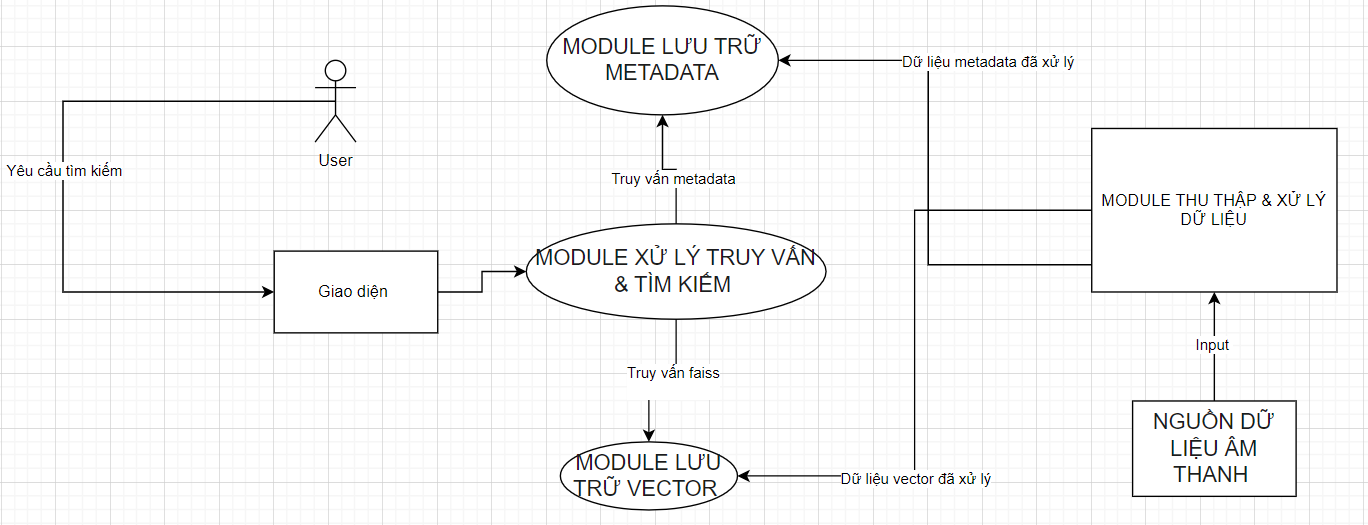 MODULE LƯU TRỮ
METADATA
Dữ liệu metadata đã xử lý
User
Yêu cầu tìm kiếm
Truy vấn metadata
MODULE THU THẬP & XỬ LÝ
DỮ LIỆU
MODULE XỬ LÝ TRUY VẤN
& TÌM KIẾM
Giao diện
Input
Truy vấn faiss
NGUỒN DỮ
LIỆU ÂM
THANH
MODULE LƯU
TRỮ VECTOR
Dữ liệu vector đã xử lý